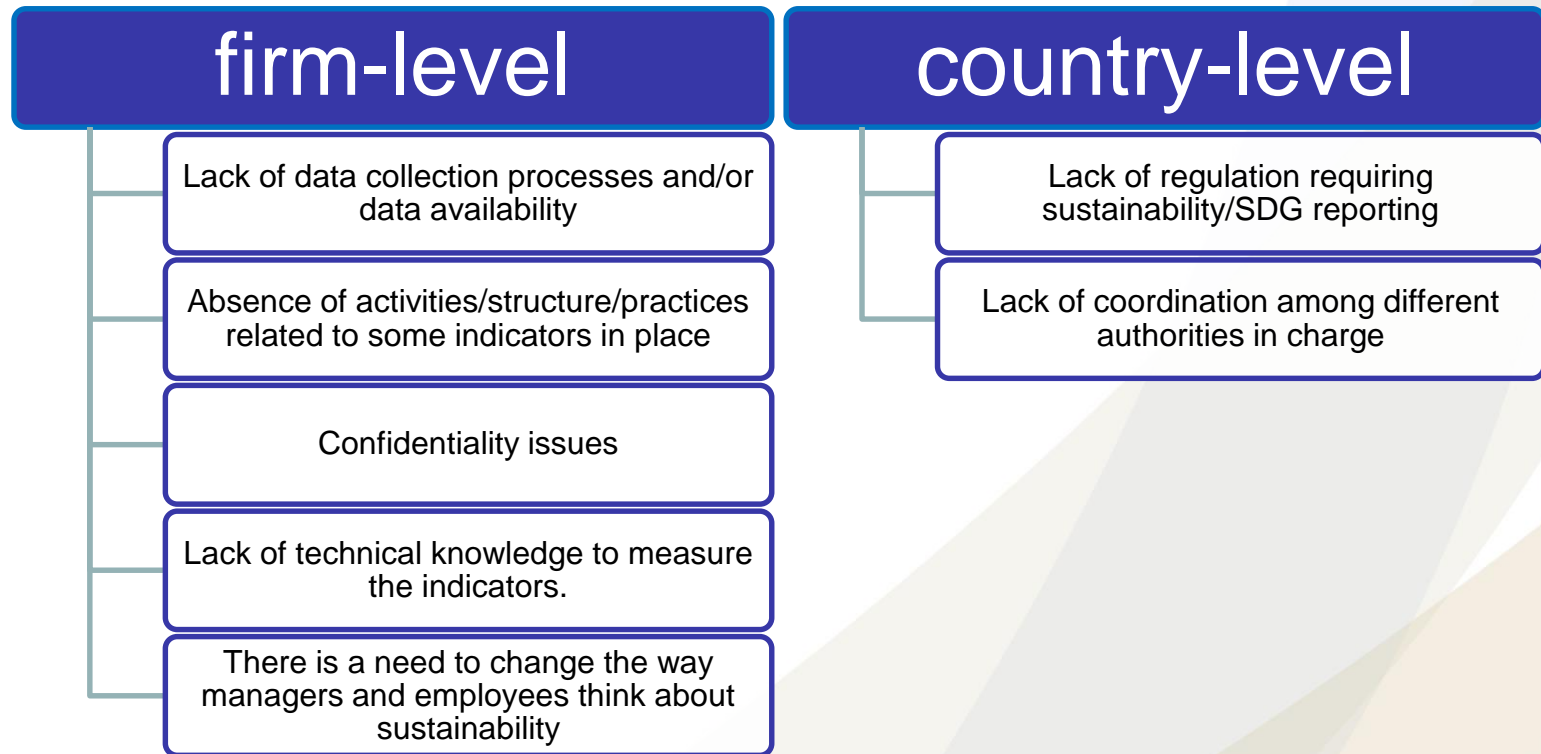 firm-level
Lack of data collection processes and/or
data availability
Absence of activities/structure/practices
related to some indicators in place
Confidentiality issues
Lack of technical knowledge to measure
the indicators.
There is a need to change the way
managers and employees think about
sustainability
country-level
Lack of regulation requiring
sustainability/SDG reporting
Lack of coordination among different
authorities in charge